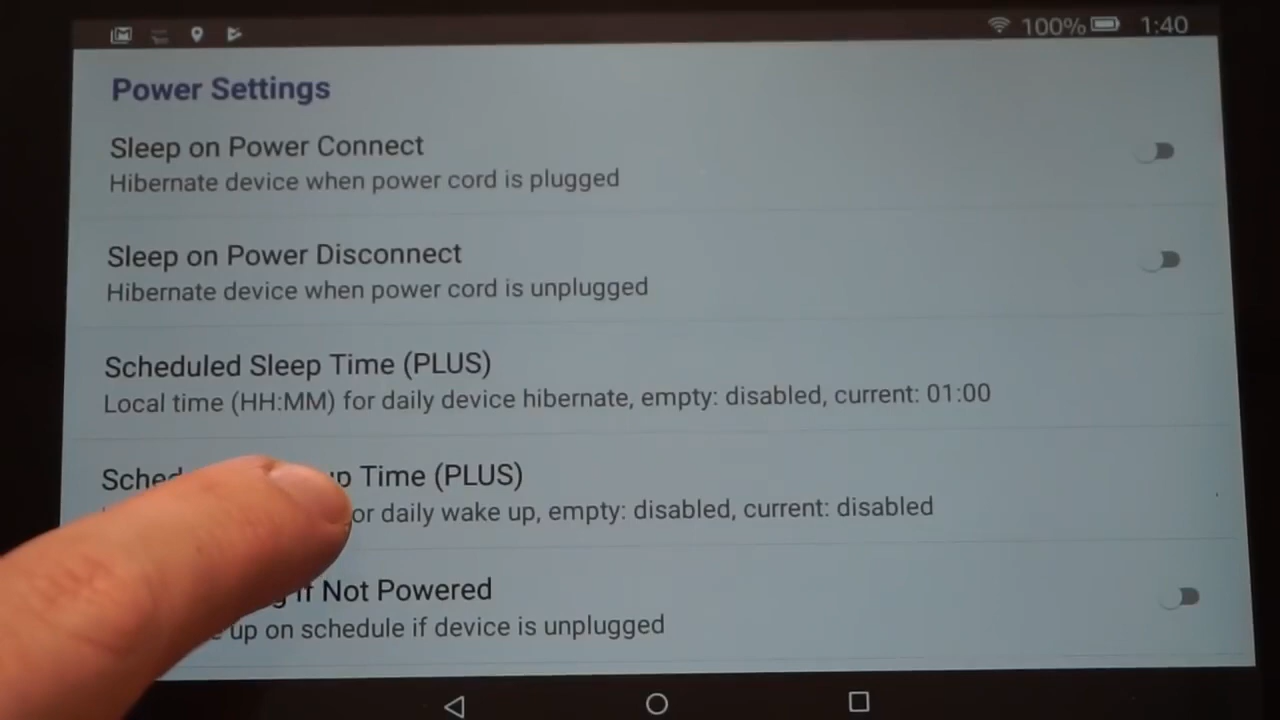 100% 1:40
Power Settings
Sleep on Power Connect
Hibernate device when power cord is plugged
Sleep on Power Disconnect
Hibernate device when power cord is unplugged
Scheduled Sleep Time (PLUS)
Local time (HH:MM) for daily device hibernate, empty: disabled, current: 01:00
Time (PLUS)
daily wake up, empty: disabled, current: disabled
Not Powered
up on schedule if device is unplugged